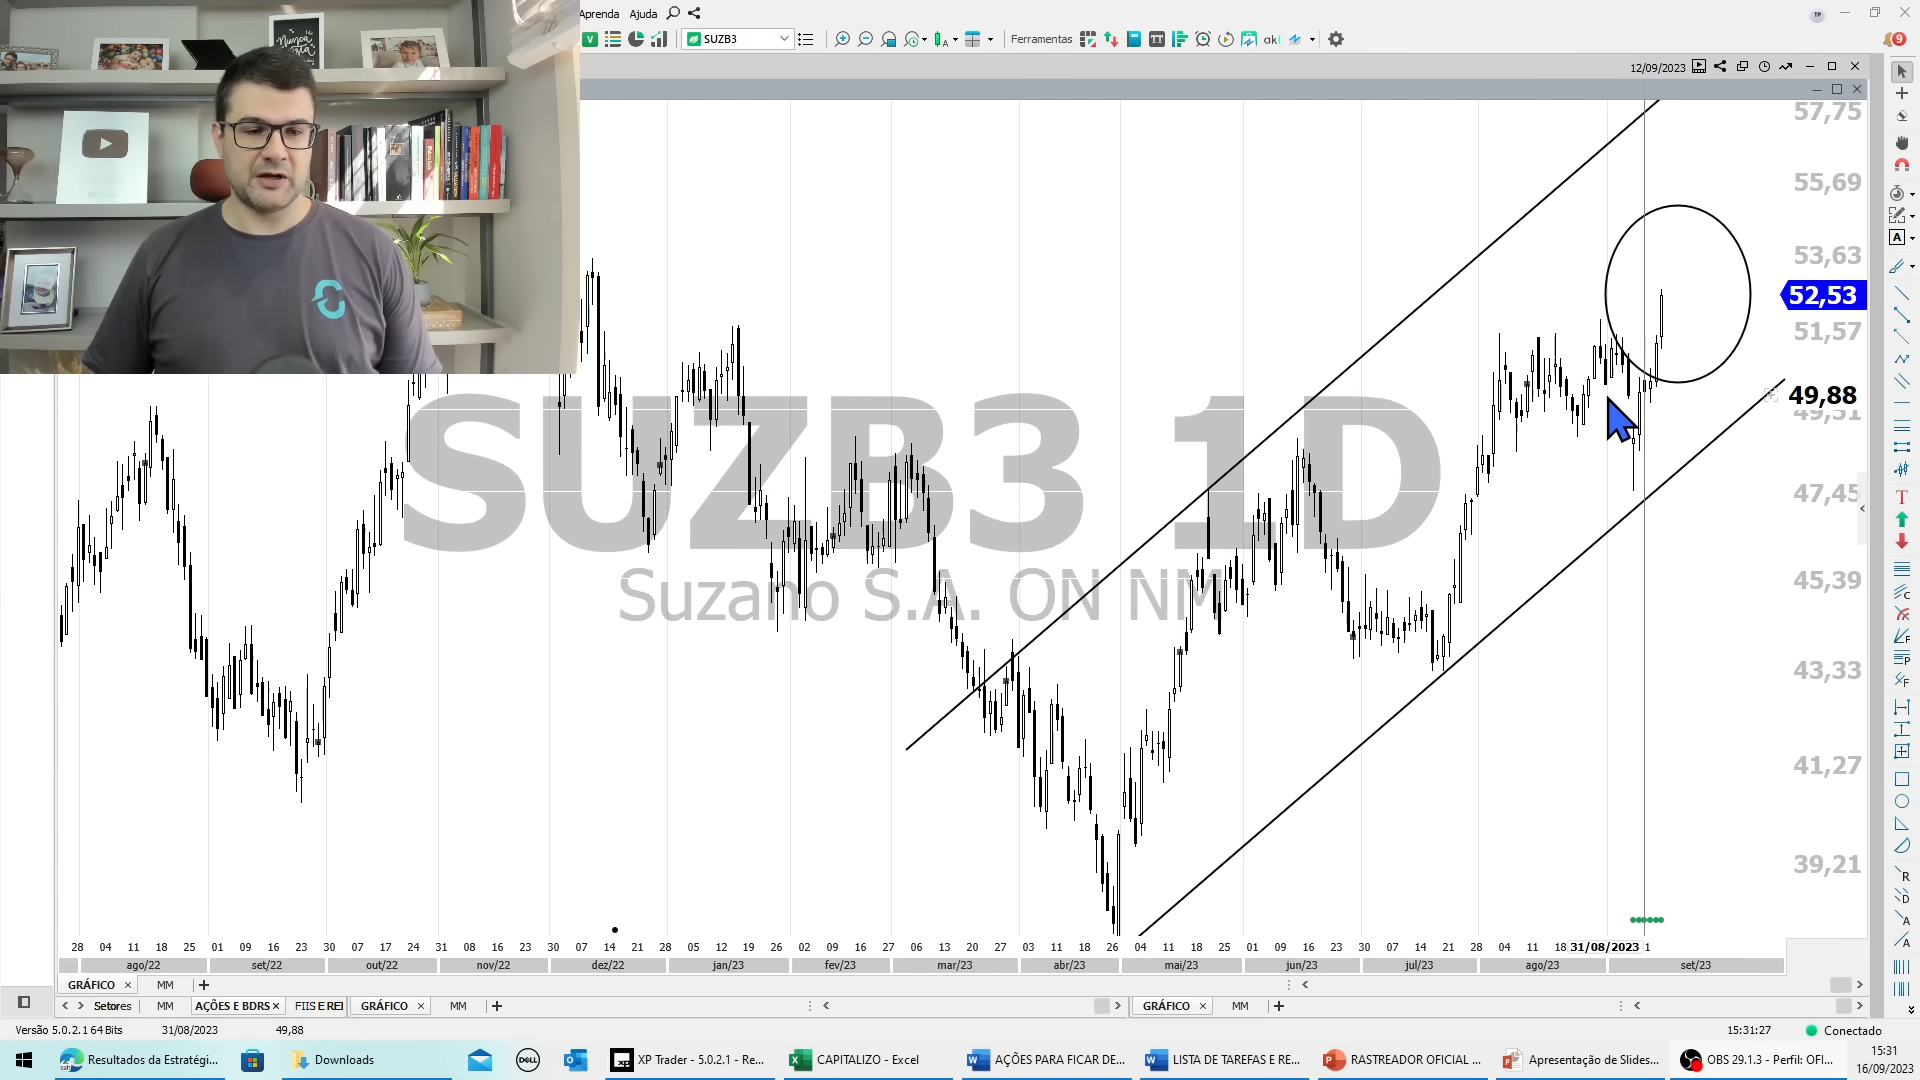 Aprenda Ajuda
SUZB3
Ferramentas
akl
9
TP
12/09/2023
57,75
55,69
53,63
52,53
51,57
49,88
49,51
47,45
45,39
43,33
41,27
39,21
SUZB3 1D
Suzano S.A. ON NM
28 04 11 18 25 01 09 16 23 30 07 17 24 31 08 30 07 14 21 28 05 12 19 26 02 09 16 27 06 13 20 27 03 11 18 26 04 11 18 25 01 09 16 23 30 07 14 21 28 04 11 18 31/08/2023 1
ago/22 set/22 out/22 nov/22 dez/22 jan/23 fev/23 mar/23 abr/23 mai/23 jun/23 jul/23 ago/23 set/23
GRÁFICO MM
Setores MM AÇÕES E BDRS FIIS E REI GRÁFICO MM GRÁFICO MM
Versão 5.0.2.1 64 Bits 31/08/2023 49,88 15:31:27 Conectado
Resultados da Estratégi... Downloads DELL XP Trader - 5.0.2.1 - Re... CAPITALIZO - Excel AÇÕES PARA FICAR DE... LISTA DE TAREFAS E RE... RASTREADOR OFICIAL ... Apresentação de Slides... OBS 29.1.3 - Perfil: OFI... 15:31
16/09/2023